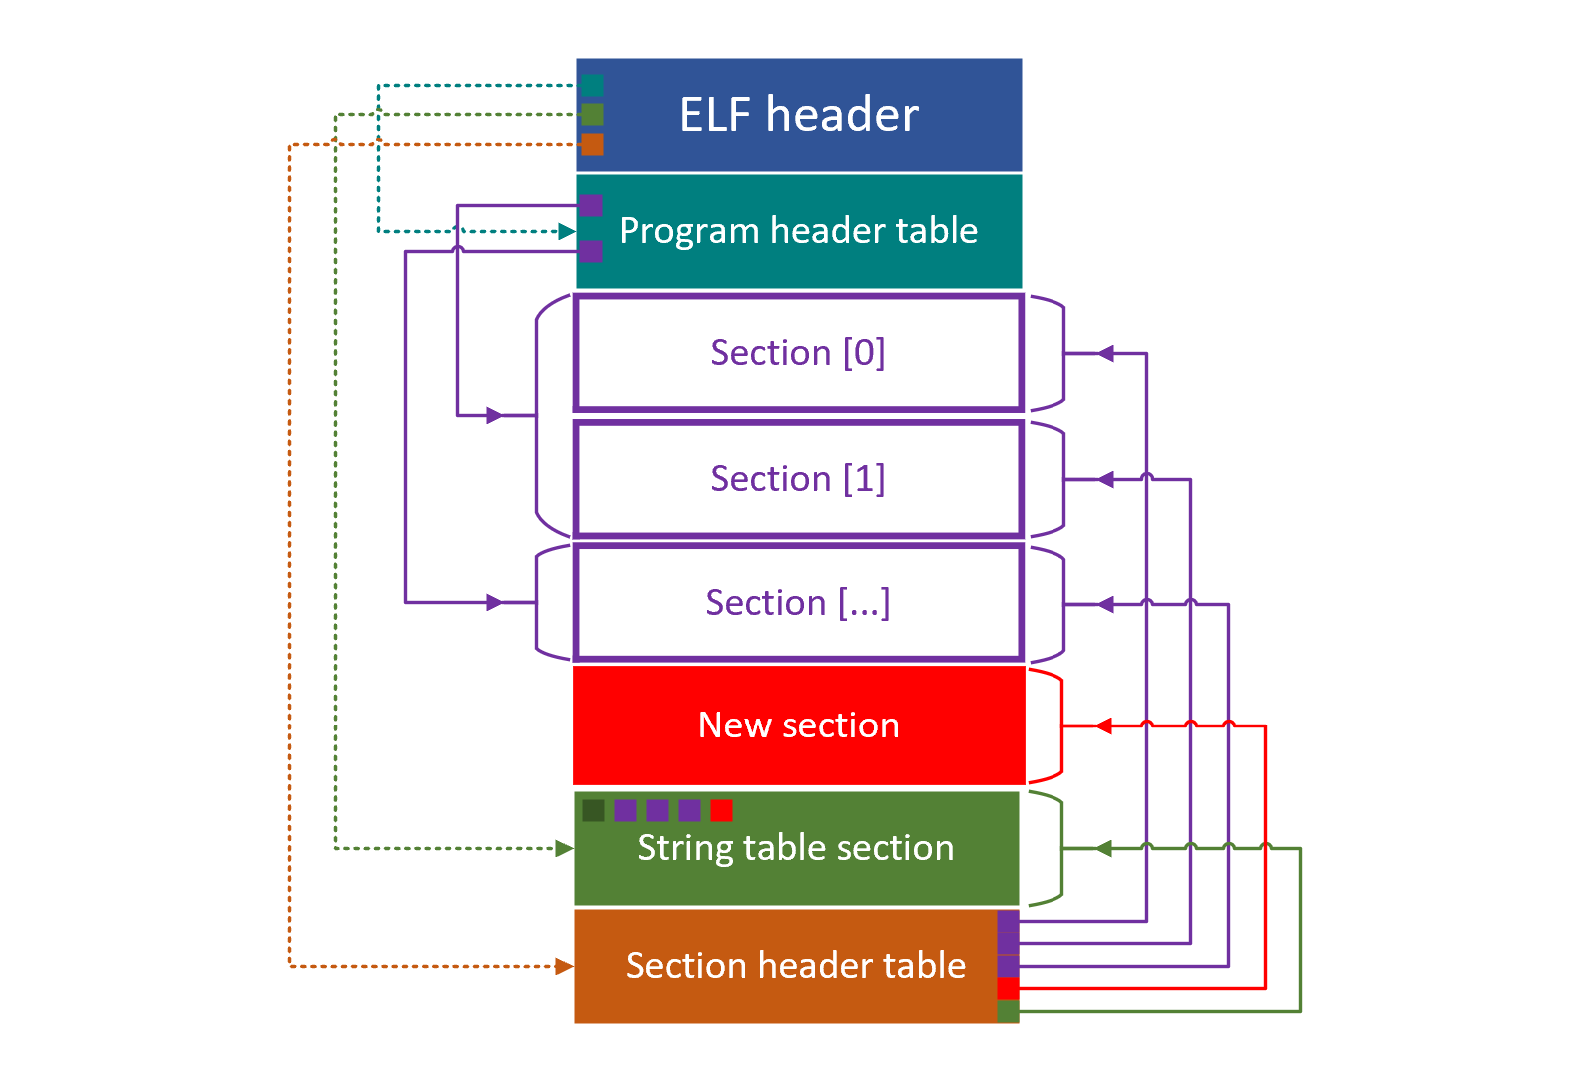 ELF header
Program header table
Section [0]
Section [1]
Section [...]
New section
String table section
Section header table